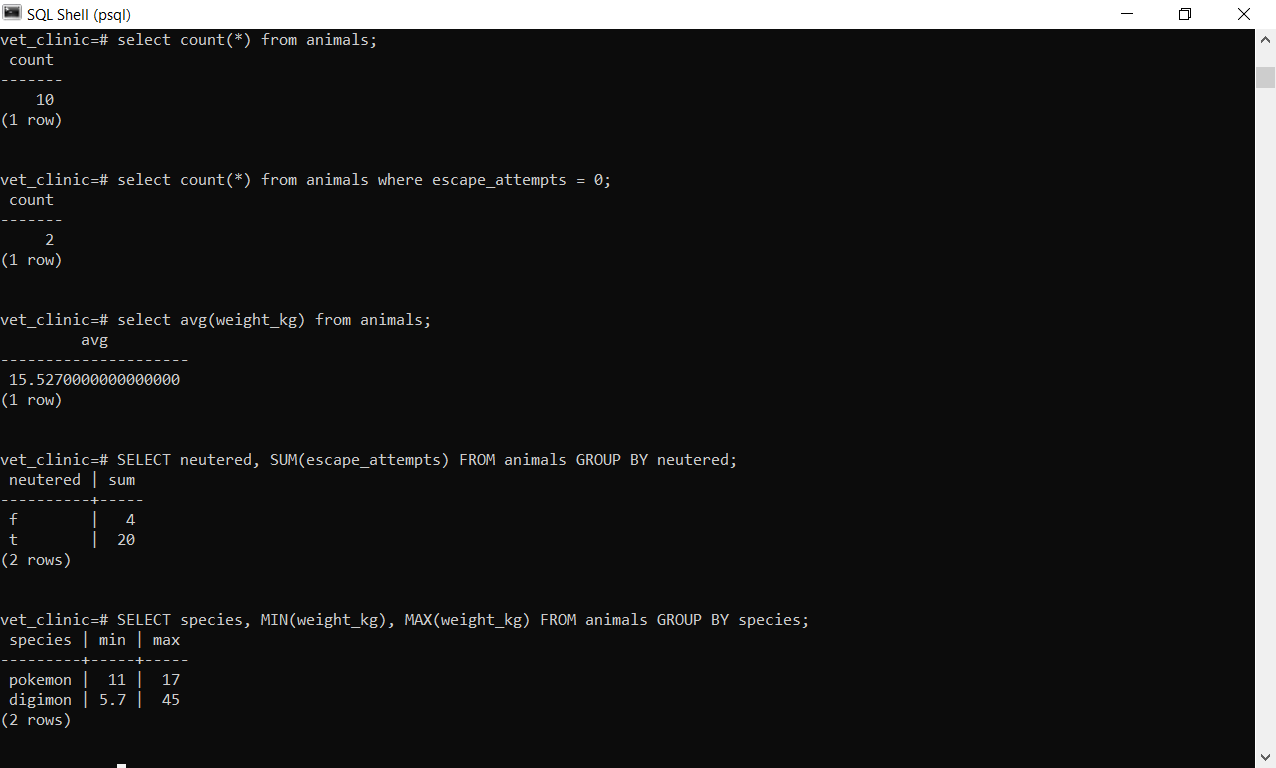 SQL Shell (psql)
vet_clinic=# select count(*) from animals;
 count
-------
    10
(1 row)


vet_clinic=# select count(*) from animals where escape_attempts = 0;
 count
-------
     2
(1 row)


vet_clinic=# select avg(weight_kg) from animals;
         avg
---------------------
 15.5270000000000000
(1 row)


vet_clinic=# SELECT neutered, SUM(escape_attempts) FROM animals GROUP BY neutered;
 neutered | sum
----------+-----
 f        |   4
 t        |  20
(2 rows)


vet_clinic=# SELECT species, MIN(weight_kg), MAX(weight_kg) FROM animals GROUP BY species;
 species | min | max
---------+-----+-----
 pokemon |  11 |  17
 digimon | 5.7 |  45
(2 rows)